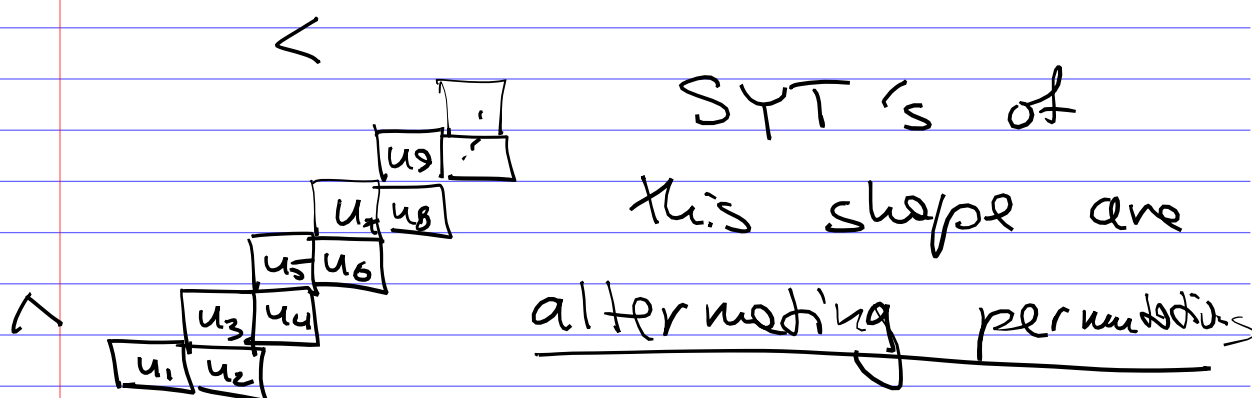 <
SYT's of
u9
u7 u8
this shape are
u5 u6
u3 u4
alternating permutations
^
u1 u2